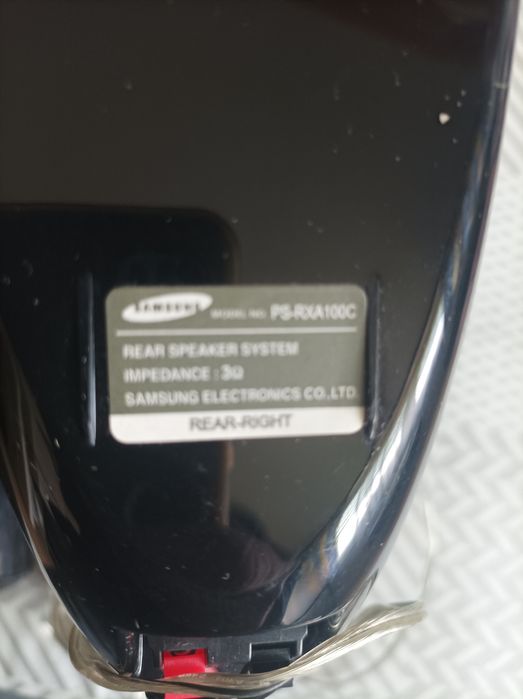 SAMSUNG MODEL NO. PS-RXA100C
REAR SPEAKER SYSTEM
IMPEDANCE : 3Ω
SAMSUNG ELECTRONICS CO.,LTD.
REAR-RIGHT